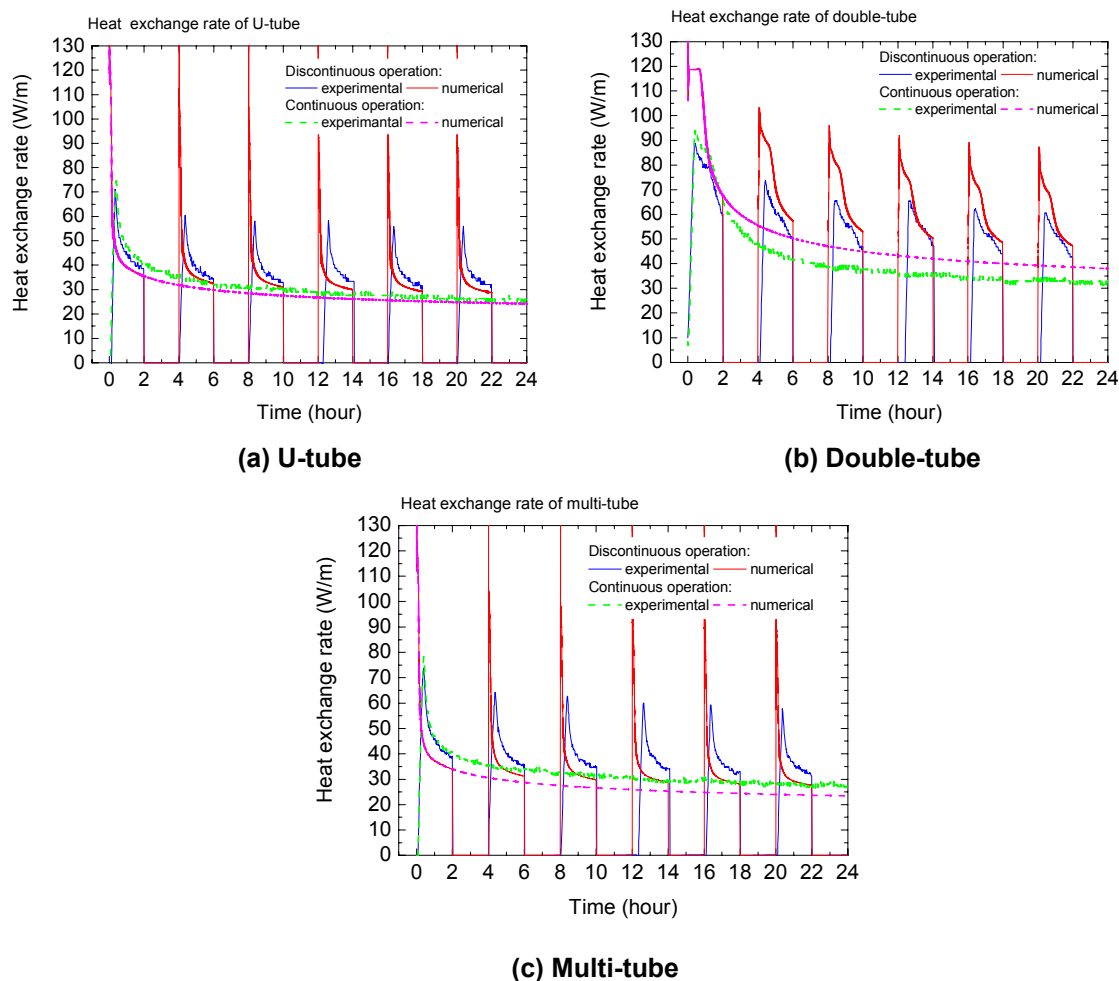 Heat exchange rate of U-tube
130
120
110
100
90
80
70
60
50
40
30
20
10
0
Heat exchange rate (W/m)
Discontinuous operation:
experimental numerical
Continuous operation:
experimantal numerical
0 2 4 6 8 10 12 14 16 18 20 22 24
Time (hour)
(a) U-tube
Heat exchange rate of double-tube
130
120
110
100
90
80
70
60
50
40
30
20
10
0
Heat exchange rate (W/m)
Discontinuous operation:
experimental numerical
Continuous operation:
experimental numerical
0 2 4 6 8 10 12 14 16 18 20 22 24
Time (hour)
(b) Double-tube
Heat exchange rate of multi-tube
130
120
110
100
90
80
70
60
50
40
30
20
10
0
Heat exchange rate (W/m)
Discontinuous operation:
experimental numerical
Continuous operation:
experimental numerical
0 2 4 6 8 10 12 14 16 18 20 22 24
Time (hour)
(c) Multi-tube